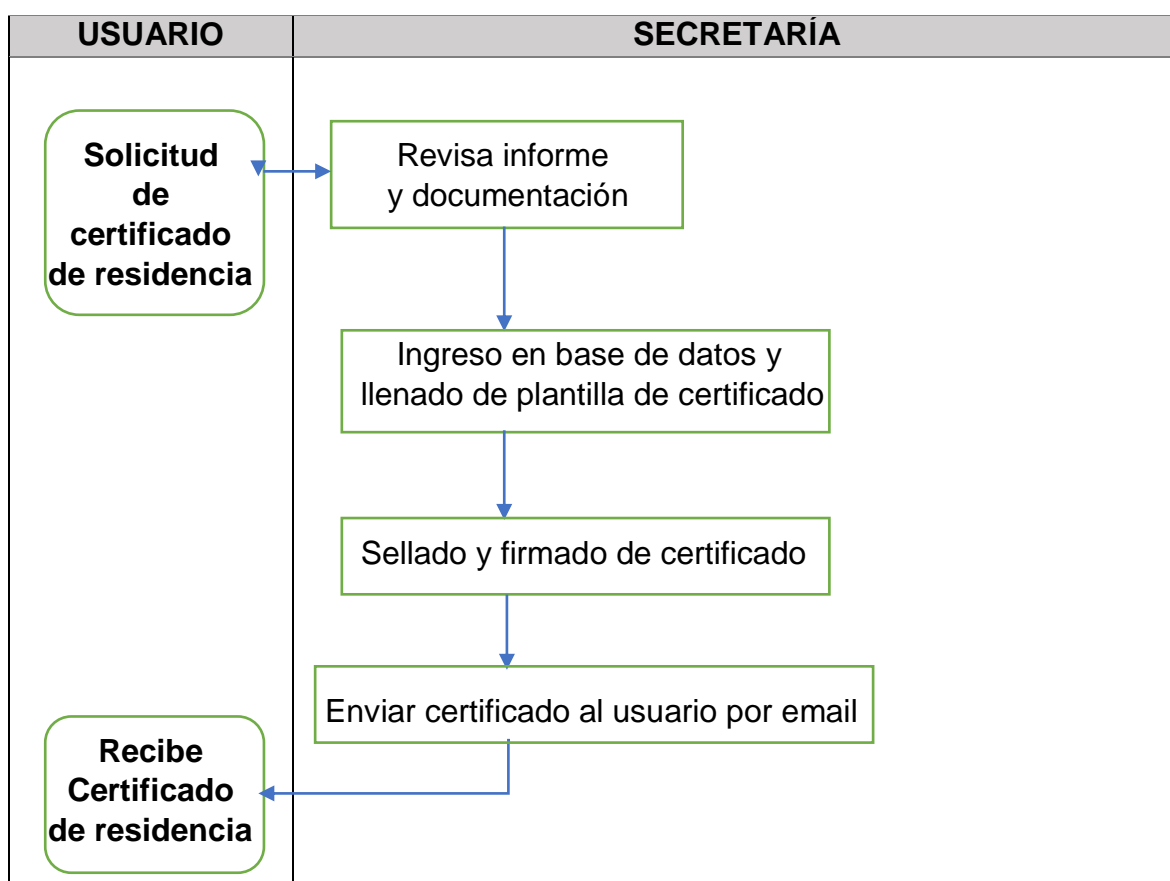 USUARIO
SECRETARÍA
Solicitud
de
certificado
de residencia
Revisa informe
y documentación
Ingreso en base de datos y
llenado de plantilla de certificado
Sellado y firmado de certificado
Enviar certificado al usuario por email
Recibe
Certificado
de residencia